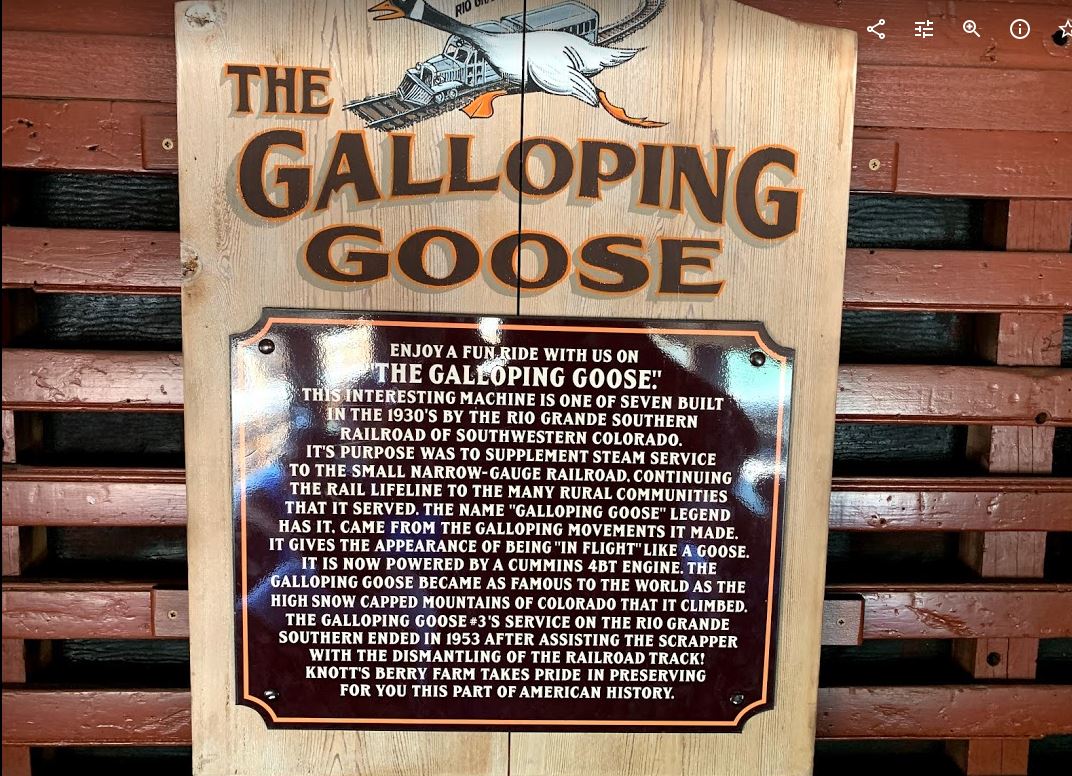 RIO GRA
THE
GALLOPING
GOOSE
ENJOY A FUN RIDE WITH US ON
"THE GALLOPING GOOSE."
THIS INTERESTING MACHINE IS ONE OF SEVEN BUILT
IN THE 1930'S BY THE RIO GRANDE SOUTHERN
RAILROAD OF SOUTHWESTERN COLORADO.
IT'S PURPOSE WAS TO SUPPLEMENT STEAM SERVICE
TO THE SMALL NARROW-GAUGE RAILROAD, CONTINUING
THE RAIL LIFELINE TO THE MANY RURAL COMMUNITIES
THAT IT SERVED. THE NAME "GALLOPING GOOSE" LEGEND
HAS IT, CAME FROM THE GALLOPING MOVEMENTS IT MADE.
IT GIVES THE APPEARANCE OF BEING "IN FLIGHT" LIKE A GOOSE.
IT IS NOW POWERED BY A CUMMINS 4BT ENGINE. THE
GALLOPING GOOSE BECAME AS FAMOUS TO THE WORLD AS THE
HIGH SNOW CAPPED MOUNTAINS OF COLORADO THAT IT CLIMBED.
THE GALLOPING GOOSE #3'S SERVICE ON THE RIO GRANDE
SOUTHERN ENDED IN 1953 AFTER ASSISTING THE SCRAPPER
WITH THE DISMANTLING OF THE RAILROAD TRACK!
KNOTT'S BERRY FARM TAKES PRIDE IN PRESERVING
FOR YOU THIS PART OF AMERICAN HISTORY.